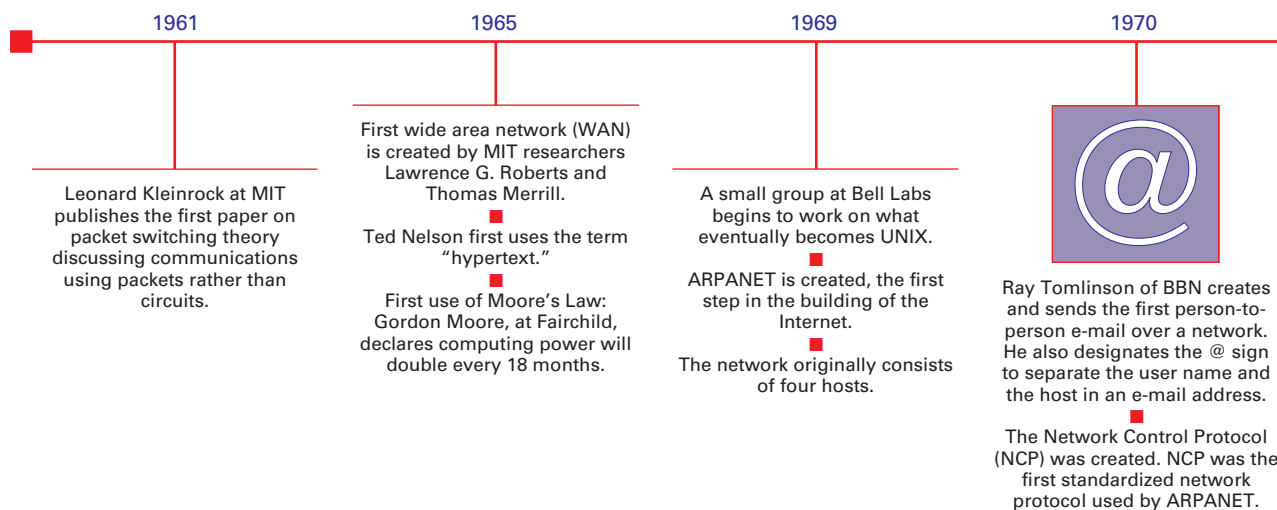 1961
Leonard Kleinrock at MIT
publishes the first paper on
packet switching theory
discussing communications
using packets rather than
circuits.
1965
First wide area network (WAN)
is created by MIT researchers
Lawrence G. Roberts and
Thomas Merrill.
Ted Nelson first uses the term
“hypertext.”
First use of Moore’s Law:
Gordon Moore, at Fairchild,
declares computing power will
double every 18 months.
1969
A small group at Bell Labs
begins to work on what
eventually becomes UNIX.
ARPANET is created, the first
step in the building of the
Internet.
The network originally consists
of four hosts.
1970
@
Ray Tomlinson of BBN creates
and sends the first person-to-
person e-mail over a network.
He also designates the @ sign
to separate the user name and
the host in an e-mail address.
The Network Control Protocol
(NCP) was created. NCP was the
first standardized network
protocol used by ARPANET.